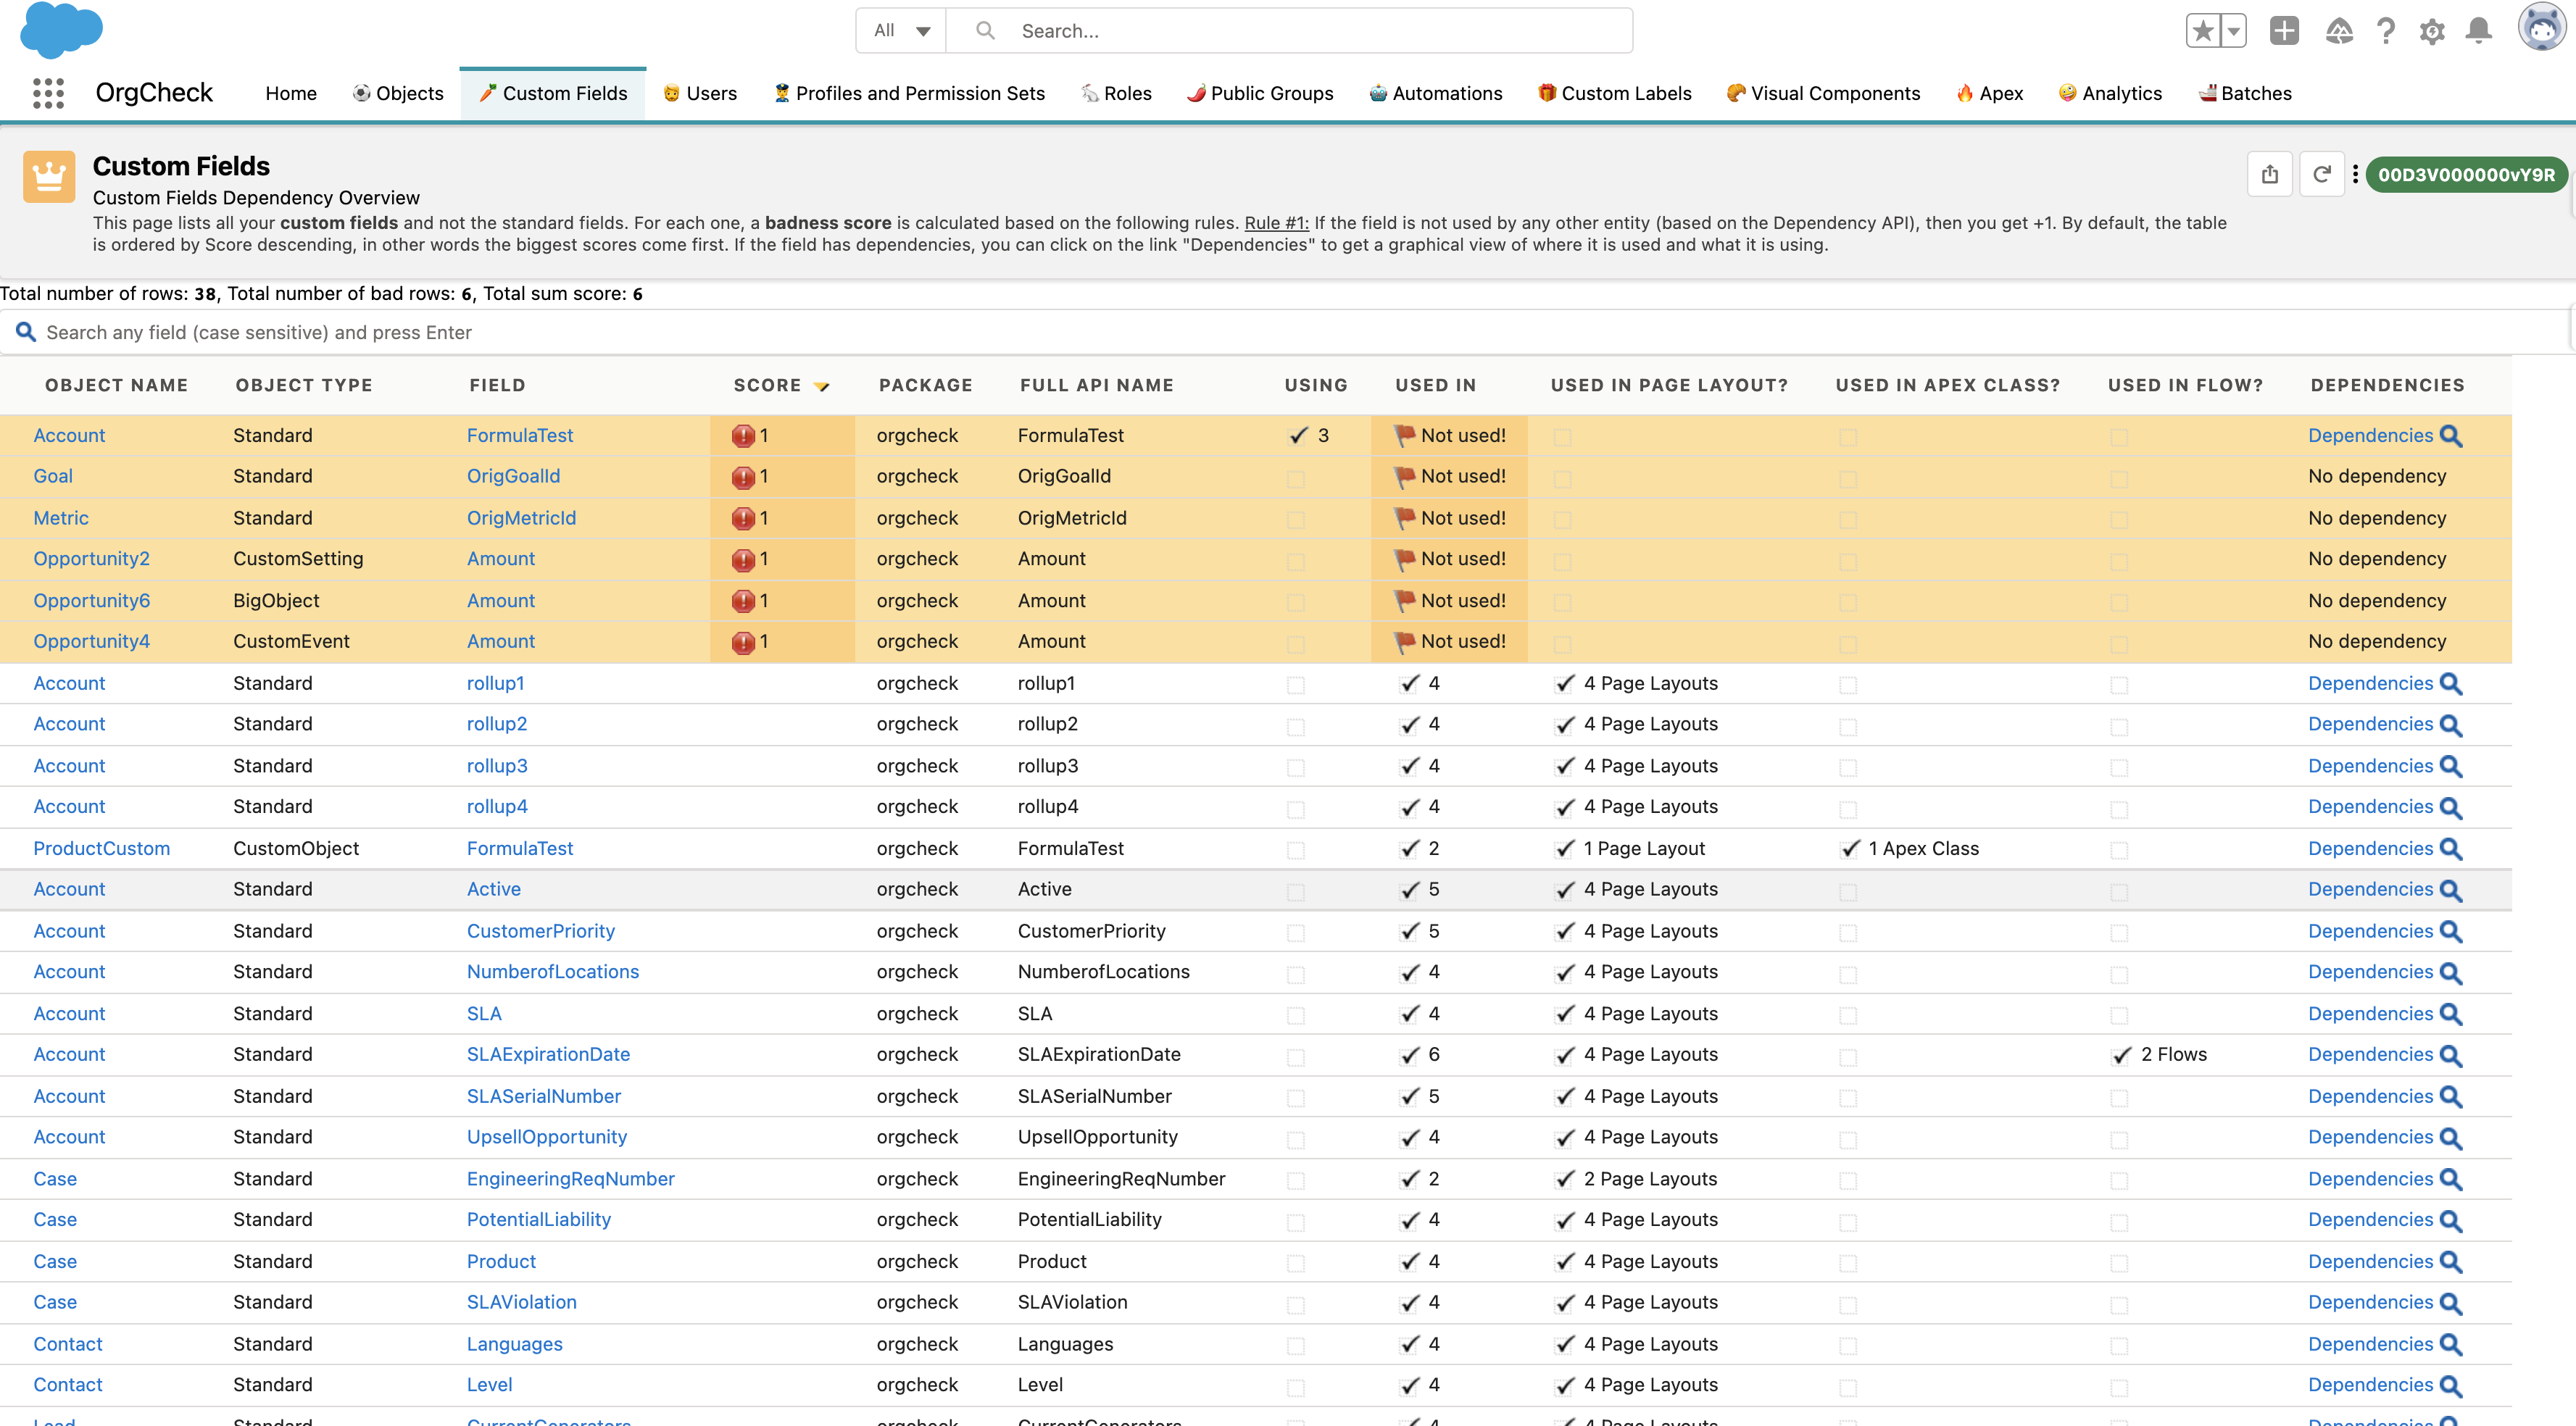 All
Search...
OrgCheck
Home
Objects
Custom Fields
Users
Profiles and Permission Sets
Roles
Public Groups
Automations
Custom Labels
Visual Components
Apex
Analytics
Batches
Custom Fields
Custom Fields Dependency Overview
This page lists all your custom fields and not the standard fields. For each one, a badness score is calculated based on the following rules. Rule #1: If the field is not used by any other entity (based on the Dependency API), then you get +1. By default, the table
is ordered by Score descending, in other words the biggest scores come first. If the field has dependencies, you can click on the link "Dependencies" to get a graphical view of where it is used and what it is using.
00D3V000000vY9R
Total number of rows: 38, Total number of bad rows: 6, Total sum score: 6
Search any field (case sensitive) and press Enter
OBJECT NAME OBJECT TYPE FIELD SCORE PACKAGE FULL API NAME USING USED IN USED IN PAGE LAYOUT? USED IN APEX CLASS? USED IN FLOW? DEPENDENCIES
Account Standard FormulaTest 1 orgcheck FormulaTest 3 Not used! Dependencies
Goal Standard OrigGoalId 1 orgcheck OrigGoalId Not used! No dependency
Metric Standard OrigMetricId 1 orgcheck OrigMetricId Not used! No dependency
Opportunity2 CustomSetting Amount 1 orgcheck Amount Not used! No dependency
Opportunity6 BigObject Amount 1 orgcheck Amount Not used! No dependency
Opportunity4 CustomEvent Amount 1 orgcheck Amount Not used! No dependency
Account Standard rollup1 orgcheck rollup1 4 4 Page Layouts Dependencies
Account Standard rollup2 orgcheck rollup2 4 4 Page Layouts Dependencies
Account Standard rollup3 orgcheck rollup3 4 4 Page Layouts Dependencies
Account Standard rollup4 orgcheck rollup4 4 4 Page Layouts Dependencies
ProductCustom CustomObject FormulaTest orgcheck FormulaTest 2 1 Page Layout 1 Apex Class Dependencies
Account Standard Active orgcheck Active 5 4 Page Layouts Dependencies
Account Standard CustomerPriority orgcheck CustomerPriority 5 4 Page Layouts Dependencies
Account Standard NumberofLocations orgcheck NumberofLocations 4 4 Page Layouts Dependencies
Account Standard SLA orgcheck SLA 4 4 Page Layouts Dependencies
Account Standard SLAExpirationDate orgcheck SLAExpirationDate 6 4 Page Layouts 2 Flows Dependencies
Account Standard SLASerialNumber orgcheck SLASerialNumber 5 4 Page Layouts Dependencies
Account Standard UpsellOpportunity orgcheck UpsellOpportunity 4 4 Page Layouts Dependencies
Case Standard EngineeringReqNumber orgcheck EngineeringReqNumber 2 2 Page Layouts Dependencies
Case Standard PotentialLiability orgcheck PotentialLiability 4 4 Page Layouts Dependencies
Case Standard Product orgcheck Product 4 4 Page Layouts Dependencies
Case Standard SLAViolation orgcheck SLAViolation 4 4 Page Layouts Dependencies
Contact Standard Languages orgcheck Languages 4 4 Page Layouts Dependencies
Contact Standard Level orgcheck Level 4 4 Page Layouts Dependencies
Lead Standard CurrentGenerators orgcheck CurrentGenerators 4 4 Page Layouts Dependencies